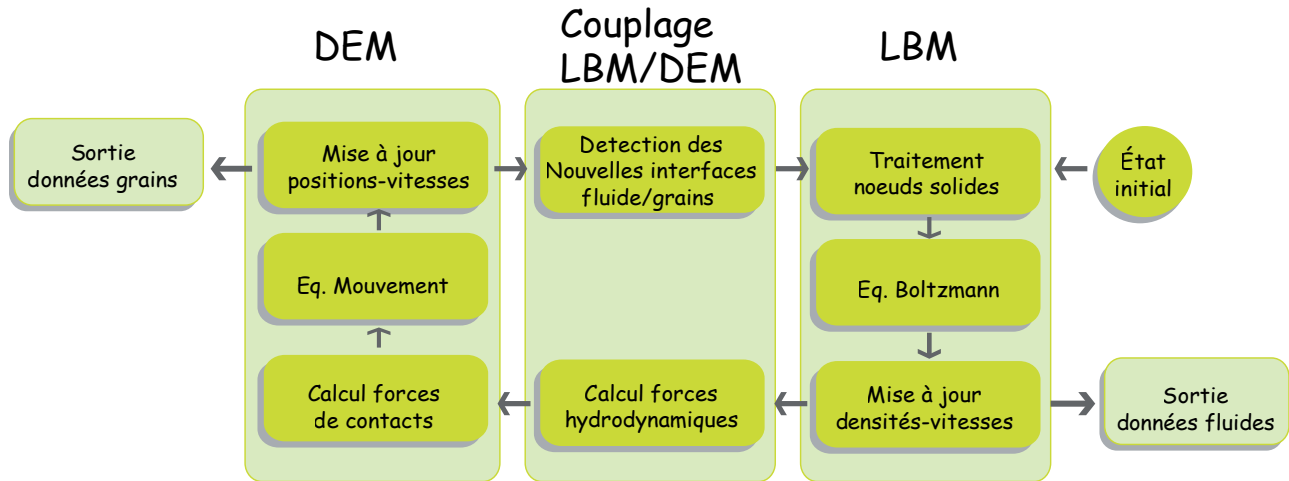 DEM
Couplage
LBM/DEM
LBM
Sortie
données grains
Mise à jour
positions-vitesses
Detection des
Nouvelles interfaces
fluide/grains
Traitement
noeuds solides
État
initial
Eq. Mouvement
Eq. Boltzmann
Calcul forces
de contacts
Calcul forces
hydrodynamiques
Mise à jour
densités-vitesses
Sortie
données fluides